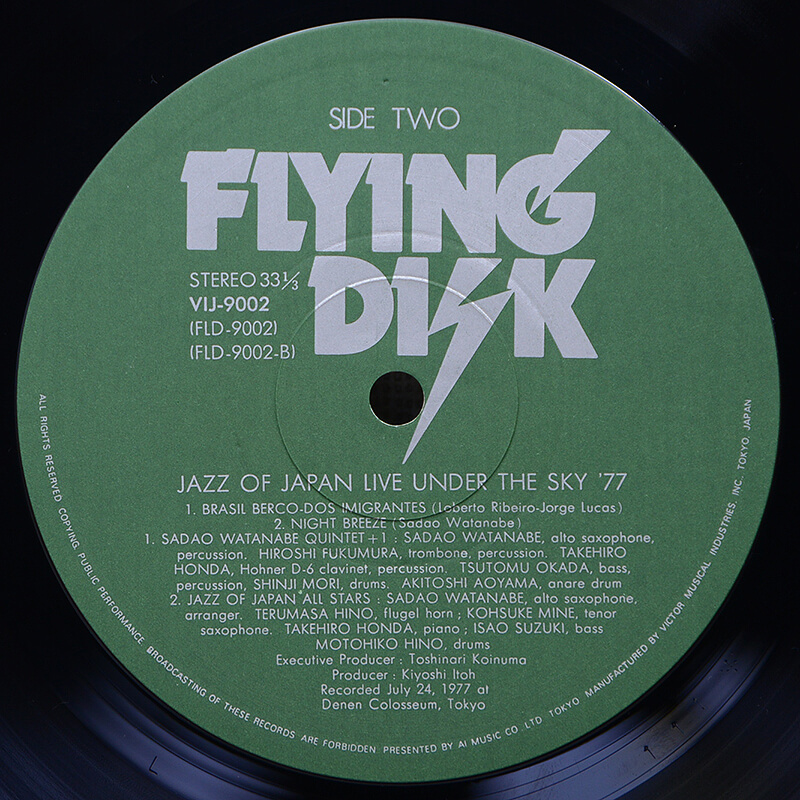 SIDE TWO
FLYING
DISK
STEREO 33 1/3
VIJ-9002
(FLD-9002)
(FLD-9002-B)
JAZZ OF JAPAN LIVE UNDER THE SKY '77
1. BRASIL BERCO-DOS IMIGRANTES (Loberto Ribeiro-Jorge Lucas)
2. NIGHT BREEZE (Sadao Watanabe)
1. SADAO WATANABE QUINTET+1 : SADAO WATANABE, alto saxophone,
percussion. HIROSHI FUKUMURA, trombone, percussion. TAKEHIRO
HONDA, Hohner D-6 clavinet, percussion. TSUTOMU OKADA, bass,
percussion, SHINJI MORI, drums. AKITOSHI AOYAMA, anare drum
2. JAZZ OF JAPAN ALL STARS : SADAO WATANABE, alto saxophone,
arranger. TERUMASA HINO, flugel horn ; KOHSUKE MINE, tenor
saxophone. TAKEHIRO HONDA, piano ; ISAO SUZUKI, bass
MOTOHIKO HINO, drums
Executive Producer : Toshinari Koinuma
Producer : Kiyoshi Itoh
Recorded July 24, 1977 at
Denen Colosseum, Tokyo
ALL RIGHTS RESERVED COPYING, PUBLIC PERFORMANCE, BROADCASTING OF THESE RECORDS ARE FORBIDDEN PRESENTED BY AI MUSIC CO., LTD. TOKYO MANUFACTURED BY VICTOR MUSICAL INDUSTRIES, INC. TOKYO, JAPAN